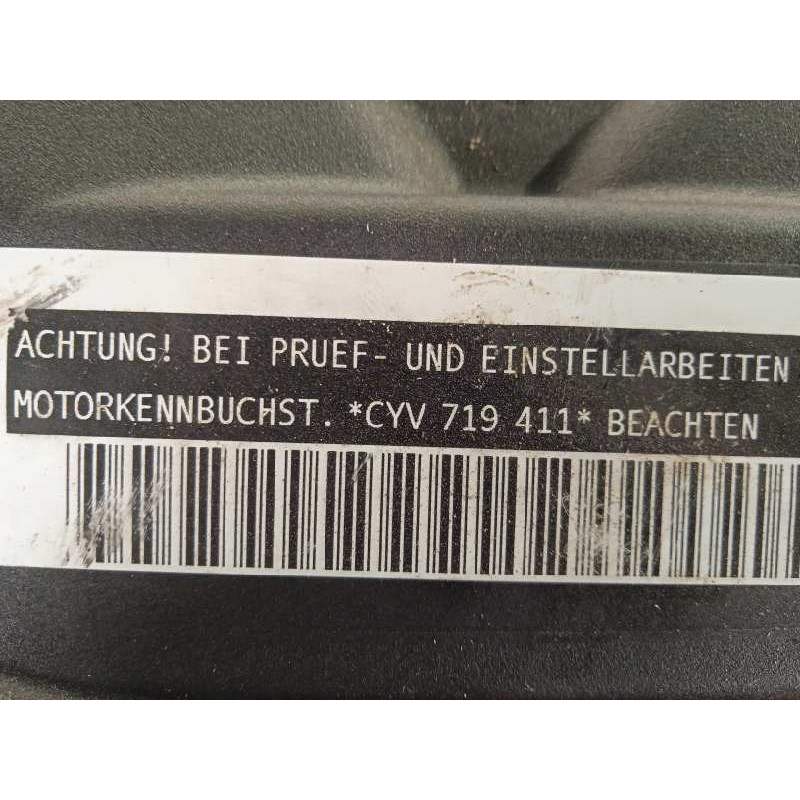 ACHTUNG! BEI PRUEF- UND EINSTELLARBEITEN
MOTORKENNBUCHST. *CYV 719 411* BEACHTEN